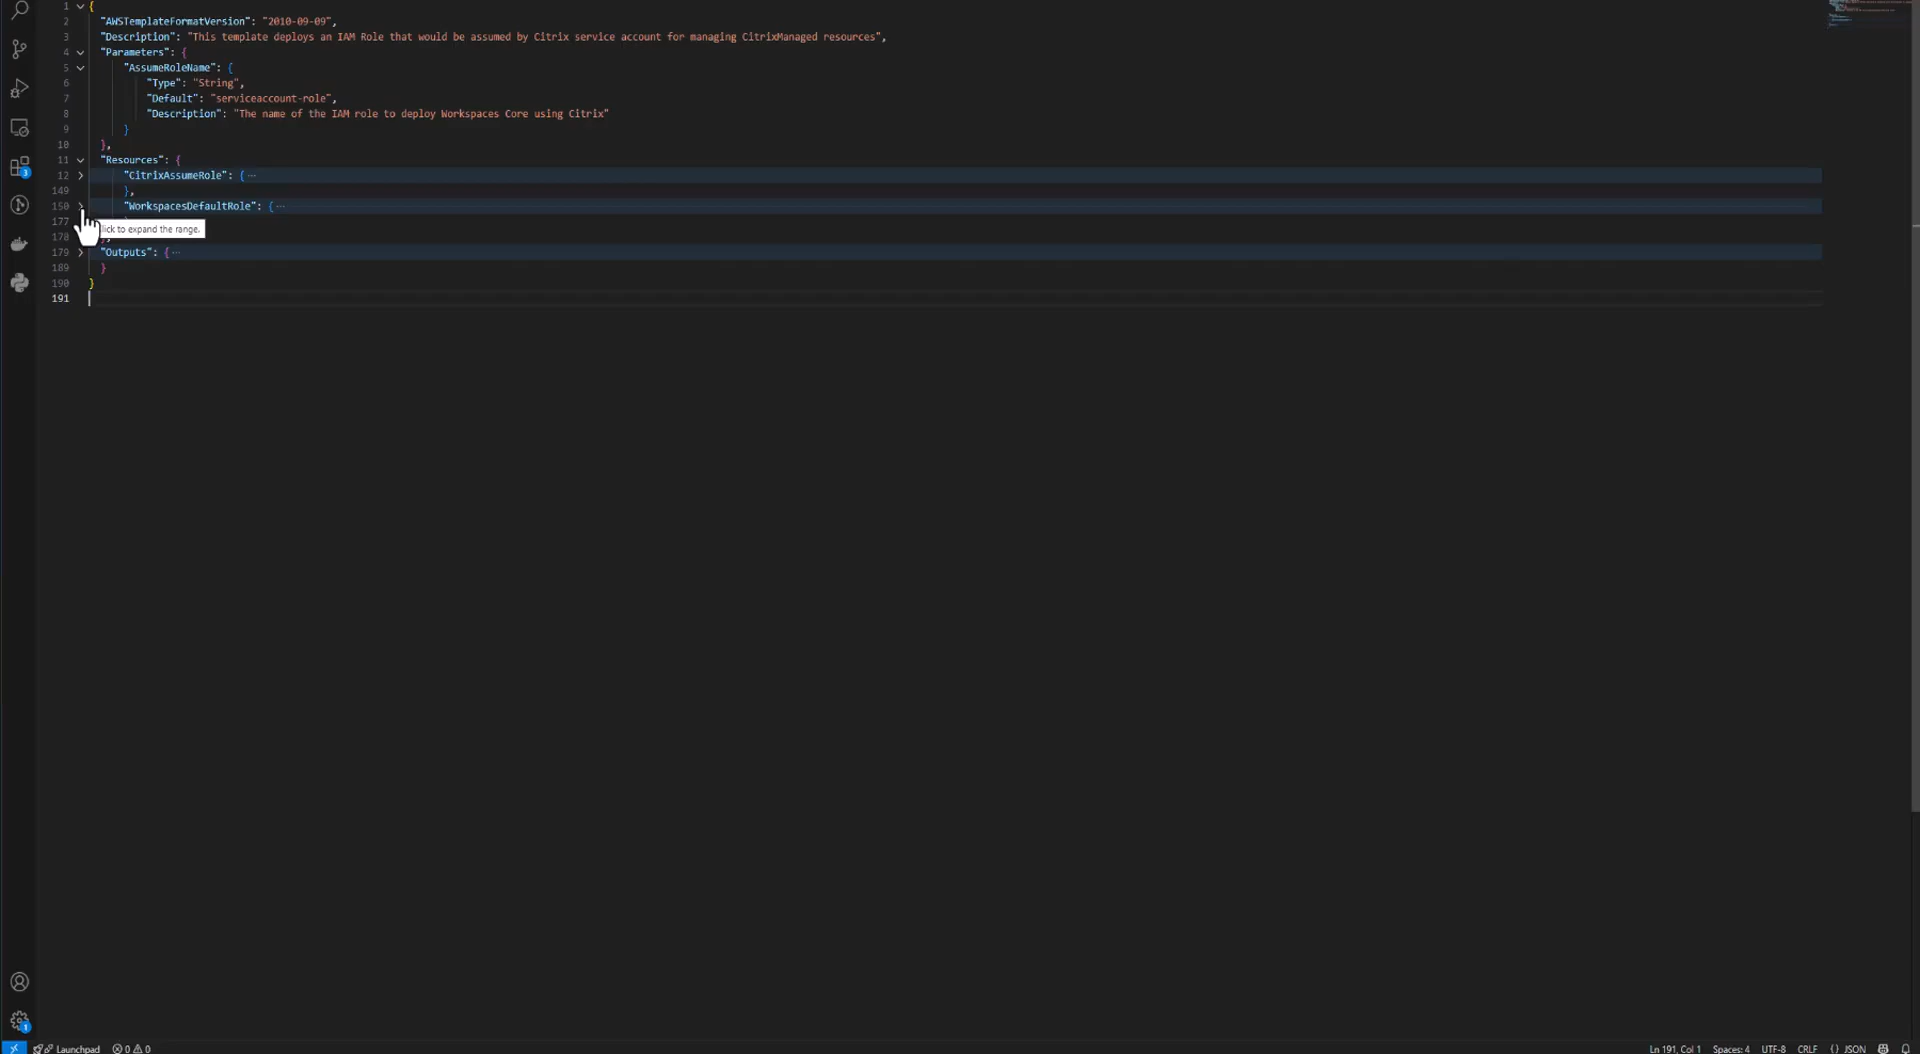 1 {
2 "AWSTemplateFormatVersion": "2010-09-09",
3 "Description": "This template deploys an IAM Role that would be assumed by Citrix service account for managing CitrixManaged resources",
4 "Parameters": {
5 "AssumeRoleName": {
6 "Type": "String",
7 "Default": "serviceaccount-role",
8 "Description": "The name of the IAM role to deploy Workspaces Core using Citrix"
9 }
10 },
11 "Resources": {
12 "CitrixAssumeRole": { ...
149 },
150 "WorkspacesDefaultRole": { ...
177
lick to expand the range.
178 },
179 "Outputs": { ...
189 }
190 }
191
3
1
Launchpad 0 0
Ln 191, Col 1 Spaces: 4 UTF-8 CRLF {} JSON